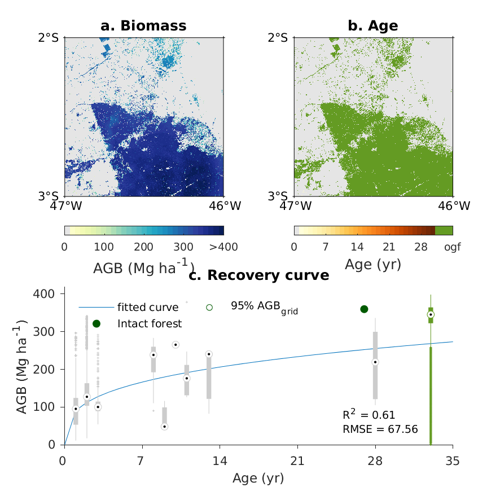 a. Biomass
b. Age
2°S
2°S
3°S
3°S
47°W
46°W
47°W
46°W
0 100 200 300 >400
0 7 14 21 28 ogf
AGB (Mg ha⁻¹)
Age (yr)
c. Recovery curve
400
300
200
100
0
AGB (Mg ha⁻¹)
fitted curve
95% AGB_grid
Intact forest
R² = 0.61
RMSE = 67.56
0 7 14 21 28 35
Age (yr)